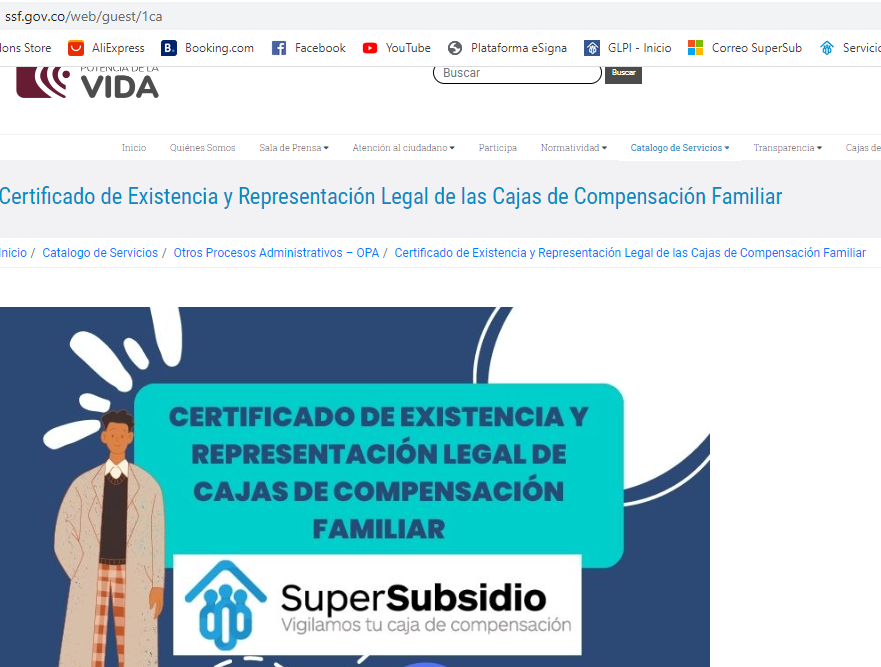 ssf.gov.co/web/guest/1ca
ons Store AliExpress Booking.com Facebook YouTube Plataforma eSigna GLPI - Inicio Correo SuperSub Servicio
POTENCIA DE LA
VIDA
Buscar Buscar
Inicio Quiénes Somos Sala de Prensa Atención al ciudadano Participa Normatividad Catalogo de Servicios Transparencia Cajas de
Certificado de Existencia y Representación Legal de las Cajas de Compensación Familiar
Inicio / Catalogo de Servicios / Otros Procesos Administrativos – OPA / Certificado de Existencia y Representación Legal de las Cajas de Compensación Familiar
CERTIFICADO DE EXISTENCIA Y
REPRESENTACIÓN LEGAL DE
CAJAS DE COMPENSACIÓN
FAMILIAR
SuperSubsidio
Vigilamos tu caja de compensación